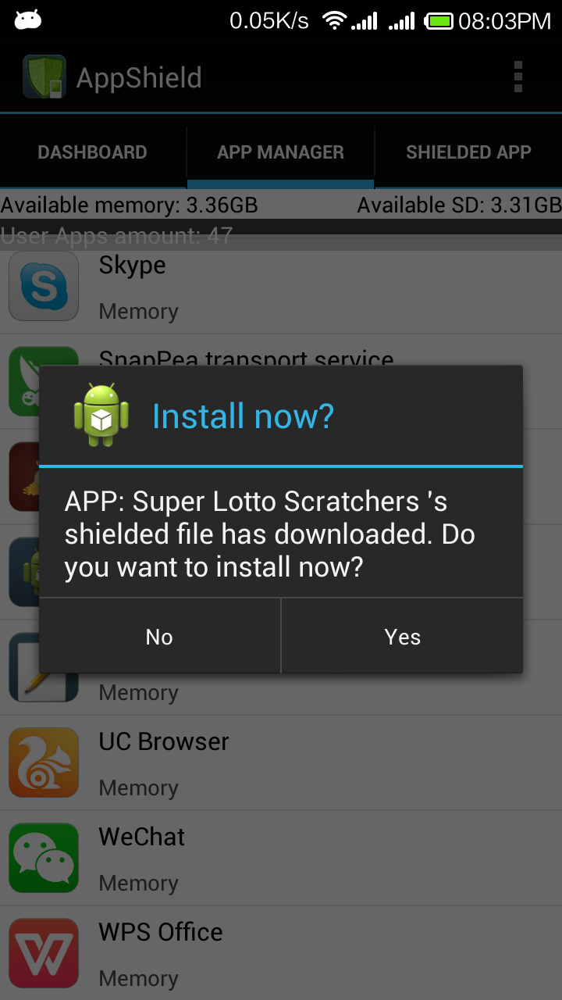 0.05K/s 08:03PM
AppShield
DASHBOARD APP MANAGER SHIELDED APP
Available memory: 3.36GB Available SD: 3.31GB
User Apps amount: 47
Skype
Memory
SnapPea transport service
Install now?
APP: Super Lotto Scratchers 's
shielded file has downloaded. Do
you want to install now?
No Yes
Memory
UC Browser
Memory
WeChat
Memory
WPS Office
Memory